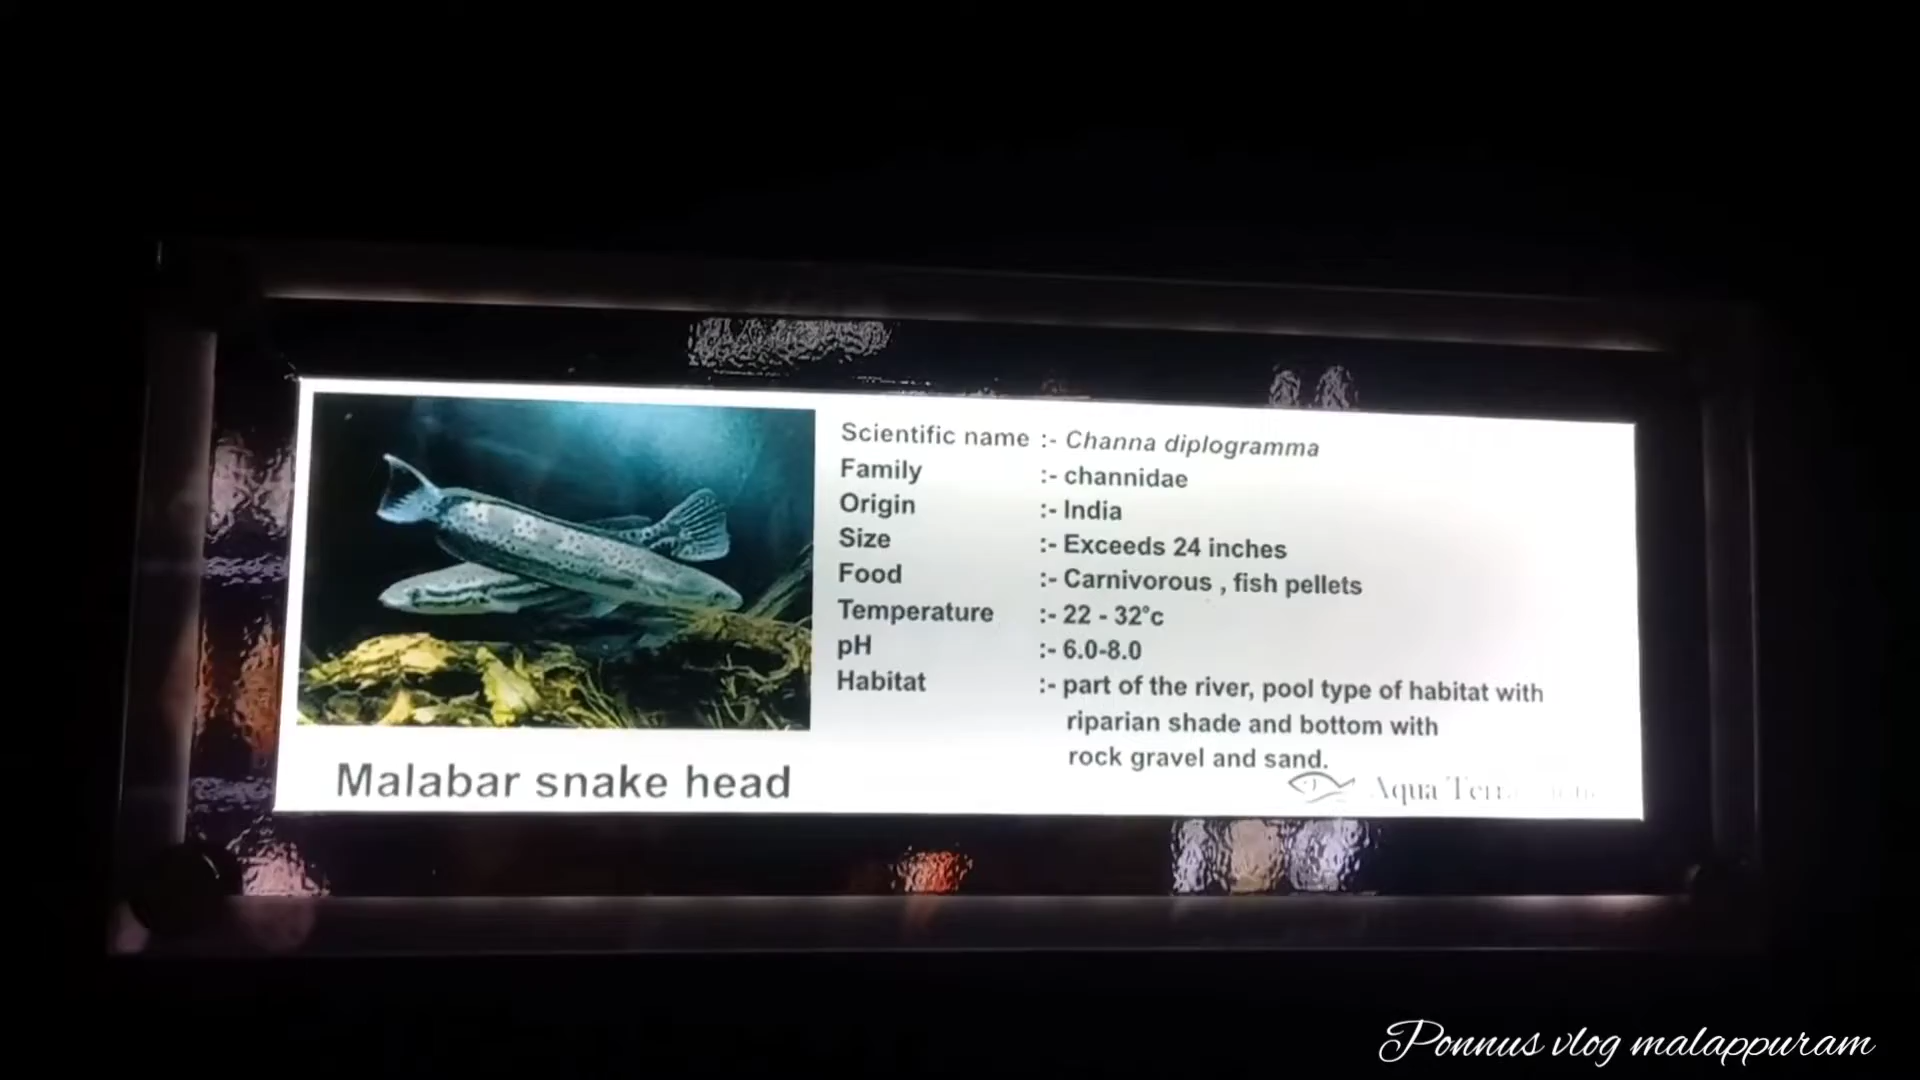 Scientific name :- Channa diplogramma
Family :- channidae
Origin :- India
Size :- Exceeds 24 inches
Food :- Carnivorous , fish pellets
Temperature :- 22 - 32°c
pH :- 6.0-8.0
Habitat :- part of the river, pool type of habitat with
riparian shade and bottom with
rock gravel and sand.
Malabar snake head
Aqua
Ponnus vlog malappuram